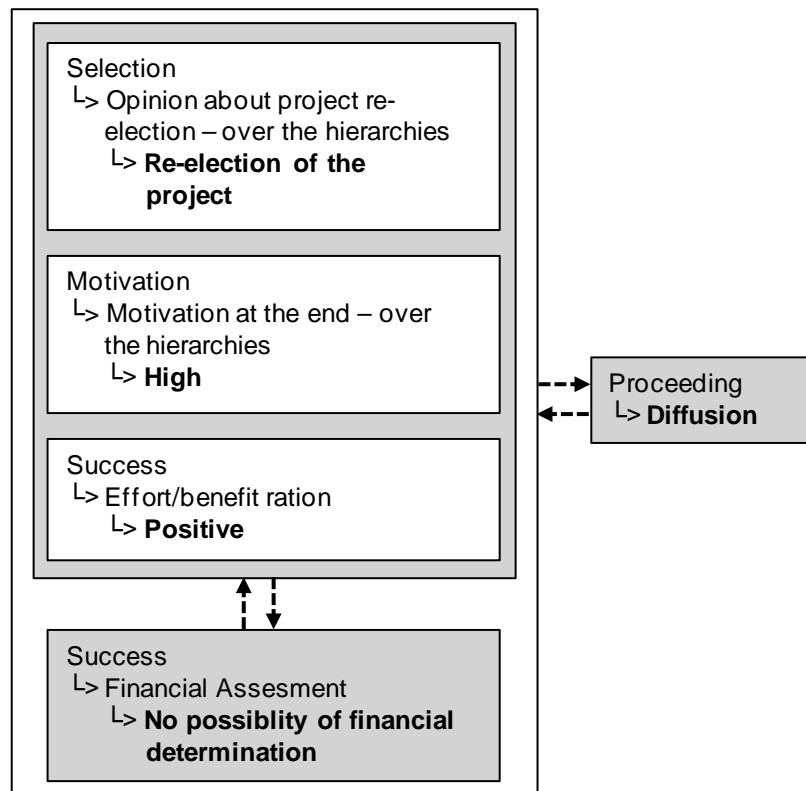 Selection
Opinion about project re-
election – over the hierarchies
Re-election of the
project
Motivation
Motivation at the end – over
the hierarchies
High
Success
Effort/benefit ration
Positive
Proceeding
Diffusion
Success
Financial Assesment
No possiblity of financial
determination